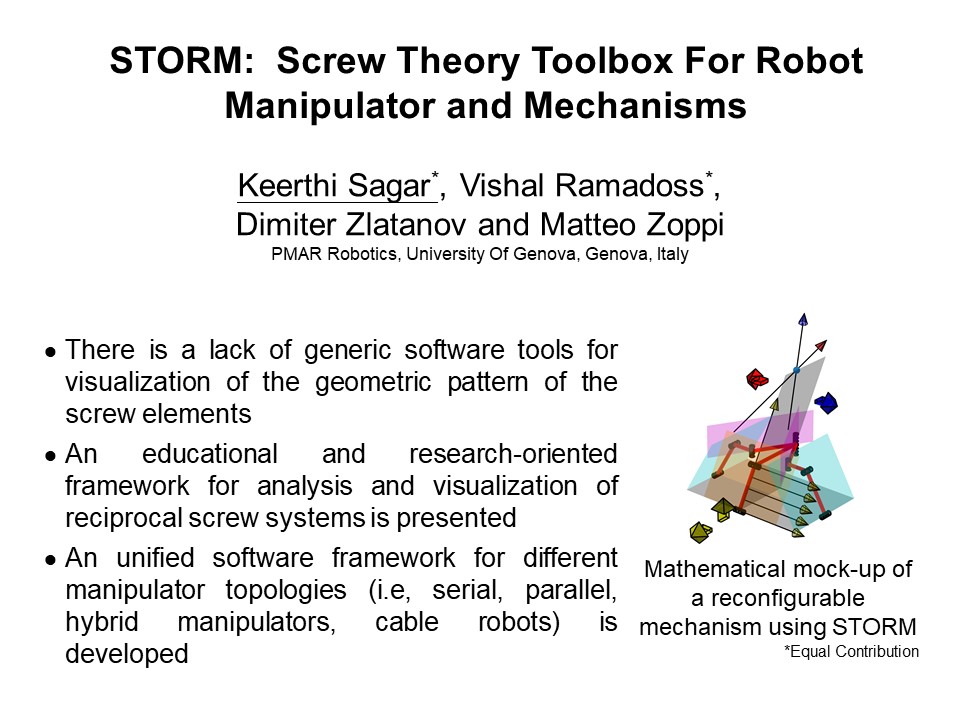 STORM: Screw Theory Toolbox For Robot
Manipulator and Mechanisms
Keerthi Sagar*, Vishal Ramadoss*,
Dimiter Zlatanov and Matteo Zoppi
PMAR Robotics, University Of Genova, Genova, Italy
• There is a lack of generic software tools for
visualization of the geometric pattern of the
screw elements
• An educational and research-oriented
framework for analysis and visualization of
reciprocal screw systems is presented
• An unified software framework for different
manipulator topologies (i.e, serial, parallel,
hybrid manipulators, cable robots) is
developed
Mathematical mock-up of
a reconfigurable
mechanism using STORM
*Equal Contribution